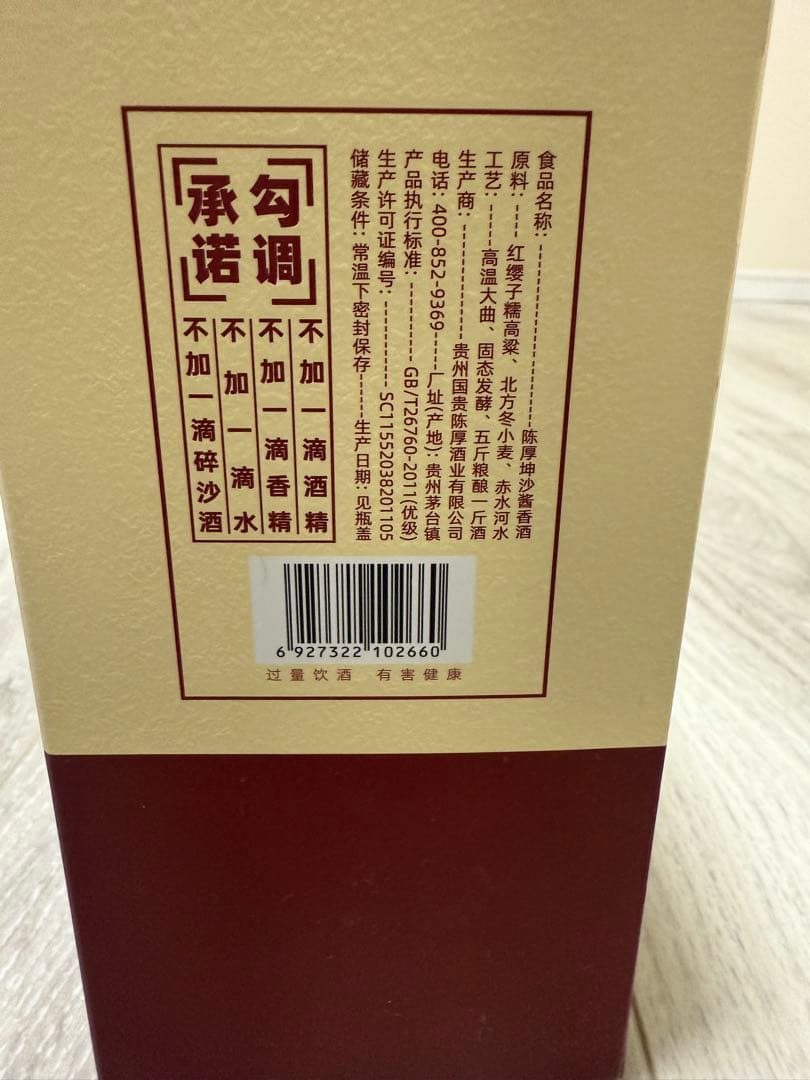 食品名称：------陈厚坤沙酱香酒
原料：----红缨子糯高粱、北方冬小麦、赤水河水
工艺：-----高温大曲、固态发酵、五斤粮酿一斤酒
生产商：------------贵州国贵陈厚酒业有限公司
电话：400-852-9369-----厂址(产地)：贵州茅台镇
产品执行标准：----------GB/T26760-2011(优级)
生产许可证编号：------------SC11552038201105
储藏条件：常温下密封保存------生产日期：见瓶盖
勾调
承诺
不加一滴酒精
不加一滴香精
不加一滴水
不加一滴碎沙酒
6 927322 102660
过量饮酒 有害健康